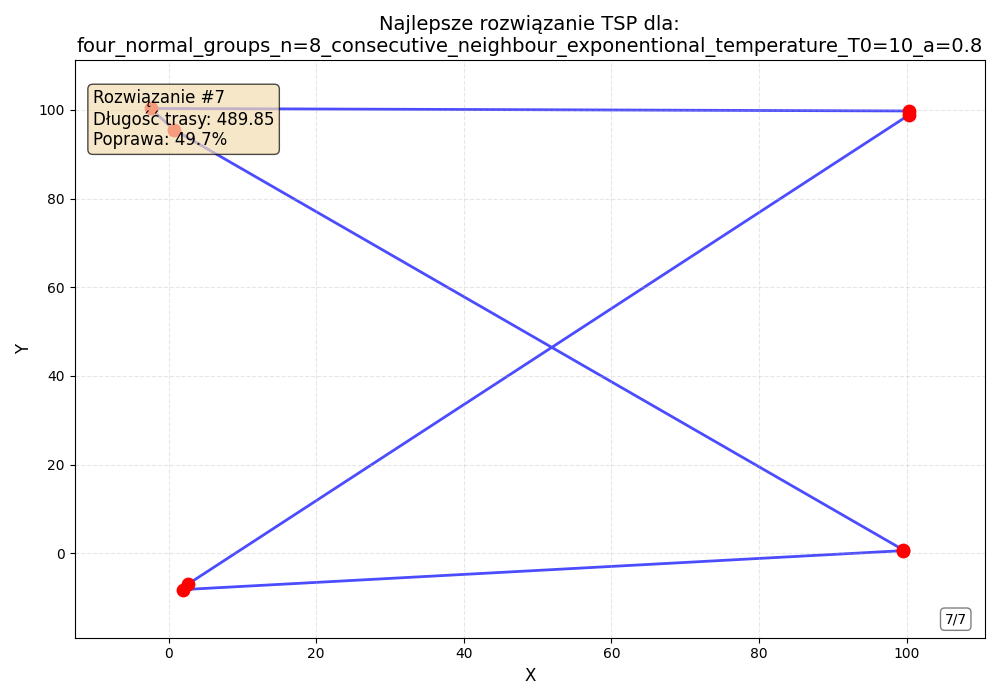 Najlepsze rozwiązanie TSP dla:
four_normal_groups_n=8_consecutive_neighbour_exponentional_temperature_T0=10_a=0.8
Rozwiązanie #7
Długość trasy: 489.85
Poprawa: 49.7%
100
80
60
40
20
0
Y
7/7
0
20
40
60
80
100
X